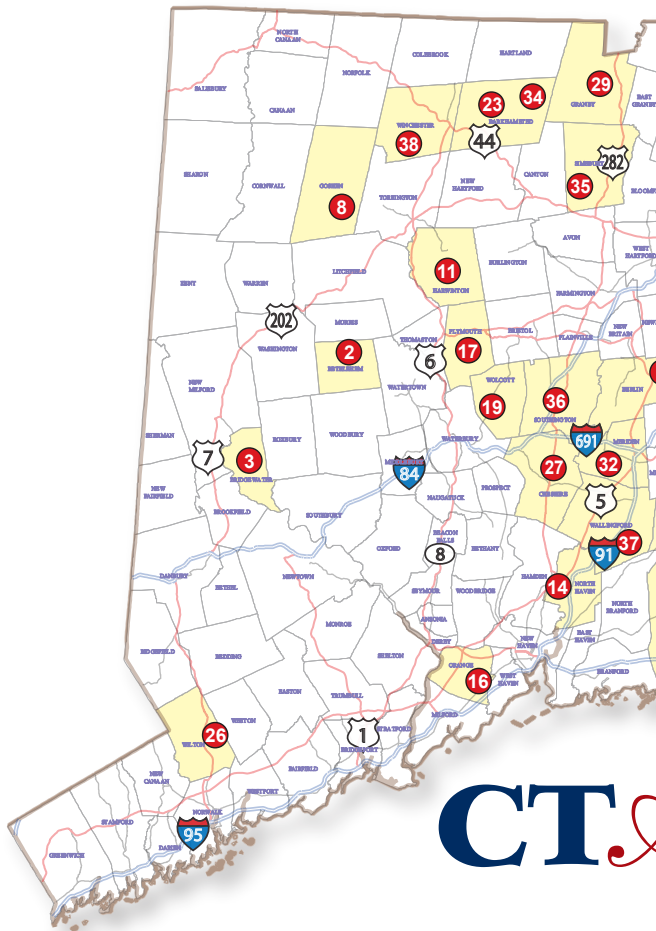 NORTH
CANAAN
COLEBROOK
HARTLAND
NORFOLK
SALISBURY
29
EAST
GRANBY
GRANBY
CANAAN
23
34
BARKHAMSTED
WINCHESTER
38
44
SIMSBURY
282
SHARON
CORNWALL
GOSHEN
8
TORRINGTON
NEW
HARTFORD
CANTON
35
AVON
WEST
HARTFORD
KENT
WARREN
LITCHFIELD
11
HARWINTON
BURLINGTON
FARMINGTON
202
MORRIS
WASHINGTON
2
BETHLEHEM
THOMASTON
6
PLYMOUTH
17
BRISTOL
PLAINVILLE
NEW
BRITAIN
NEW
MILFORD
WATERTOWN
WOLCOTT
19
36
SOUTHINGTON
BERLIN
SHERMAN
7
3
BRIDGEWATER
ROXBURY
WOODBURY
WATERBURY
691
MERIDEN
MIDDLEBURY
84
27
32
CHESHIRE
NEW
FAIRFIELD
BROOKFIELD
SOUTHBURY
NAUGATUCK
PROSPECT
5
WALLINGFORD
37
91
OXFORD
BEACON
FALLS
8
BETHANY
DANBURY
BETHEL
NEWTOWN
SEYMOUR
WOODBRIDGE
HAMDEN
14
NORTH
HAVEN
NORTH
BRANFORD
MONROE
ANSONIA
DERBY
NEW
HAVEN
EAST
HAVEN
BRANFORD
RIDGEFIELD
REDDING
SHELTON
ORANGE
16
WEST
HAVEN
EASTON
TRUMBULL
MILFORD
26
WILTON
WESTON
1
STRATFORD
BRIDGEPORT
FAIRFIELD
NEW
CANAAN
WESTPORT
STAMFORD
NORWALK
95
DARIEN
GREENWICH
CT